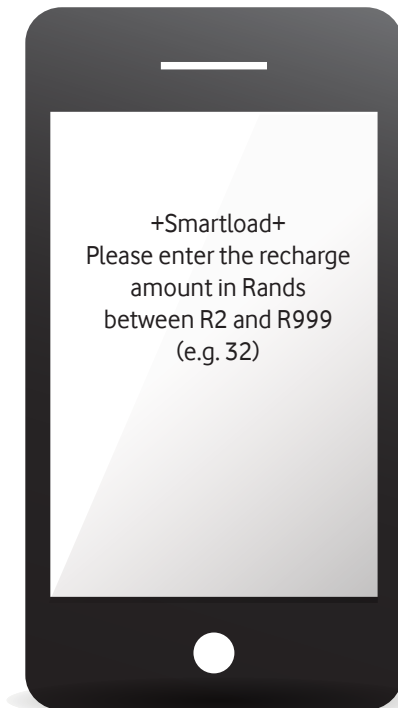 +Smartload+
Please enter the recharge
amount in Rands
between R2 and R999
(e.g. 32)